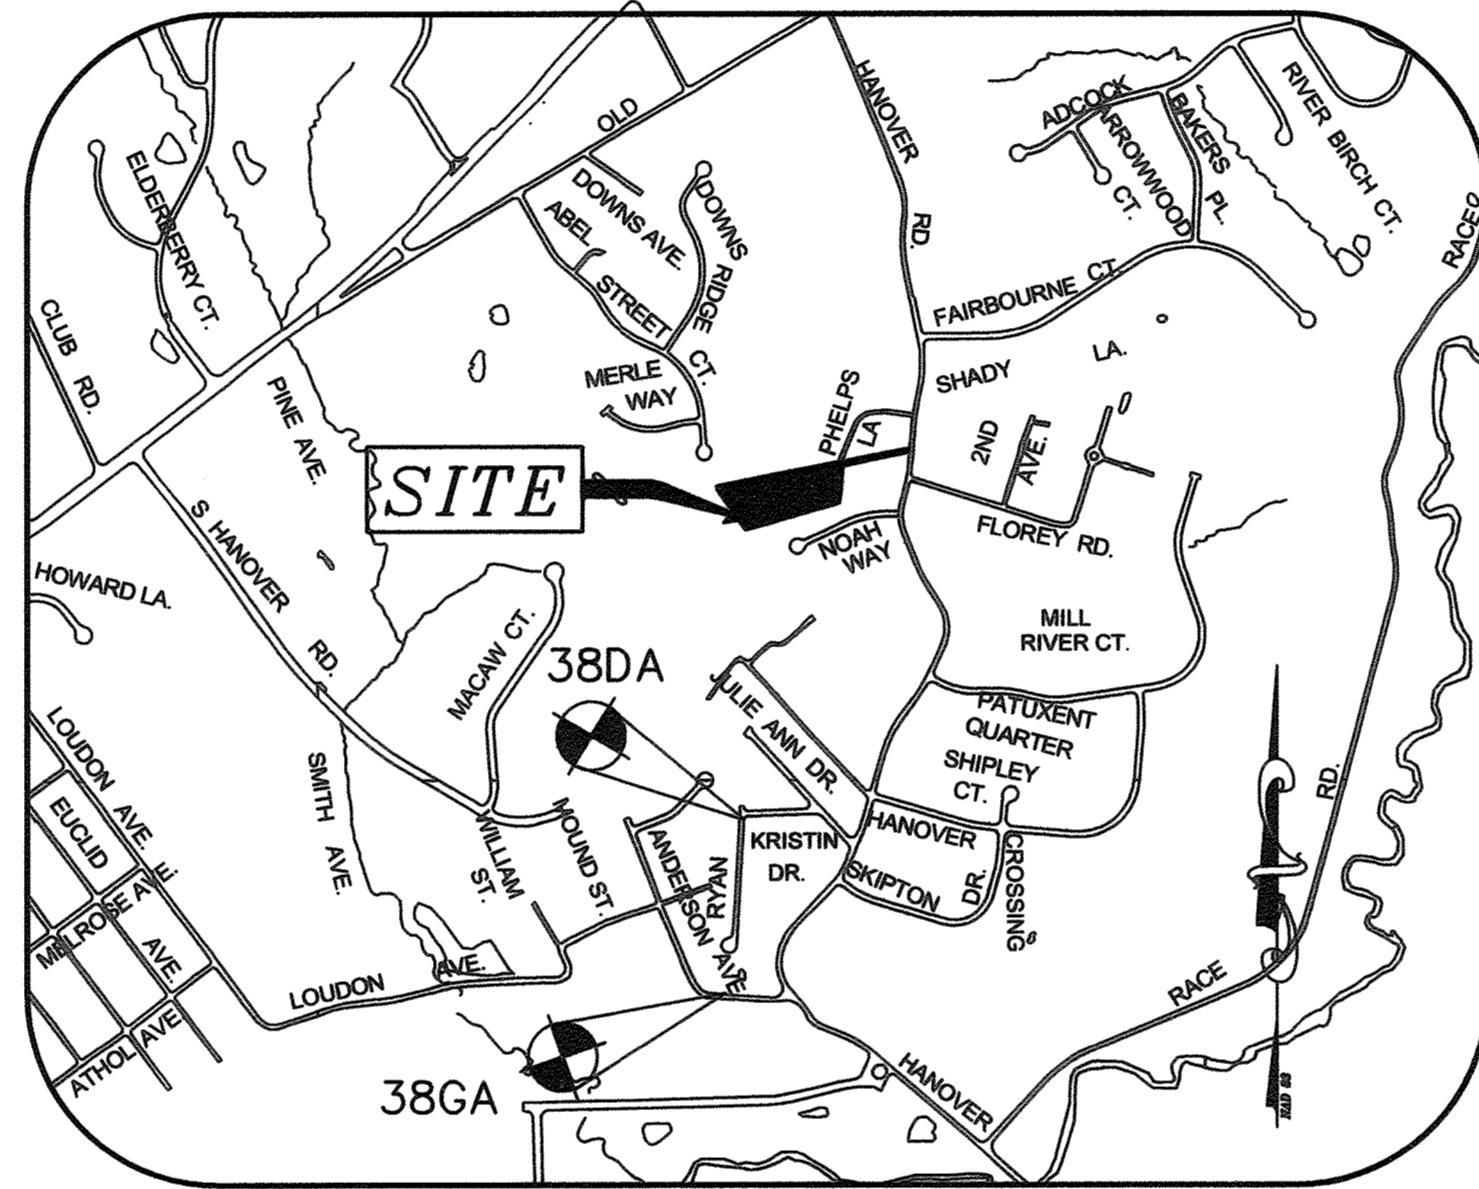 OLD
HANOVER
RD.
ADCOCK
ARROWWOOD
CT.
BAKERS
PL.
RIVER BIRCH CT.
RACE
RD.
ELDERBERRY CT.
DOWNS AVE.
ABEL
STREET
DOWNS
RIDGE
CT.
FAIRBOURNE CT.
CLUB
RD.
PINE AVE.
MERLE
WAY
PHELPS
LA
SHADY
LA.
2ND
AVE.
SITE
S HANOVER
RD.
NOAH
WAY
FLOREY RD.
HOWARD LA.
MACAW CT.
38DA
MILL
RIVER CT.
JULIE ANN DR.
PATUXENT
QUARTER
SHIPLEY
CT.
LOUDON AVE.
EUCLID
AVE.
SMITH
AVE.
WILLIAM
ST.
MOUND ST.
ANDERSON AVE
RYAN
KRISTIN
DR.
HANOVER
CROSSING
SKIPTON
DR.
MELROSE AVE.
ATHOL AVE
LOUDON
AVE.
RACE
HANOVER
38GA
NAD 83